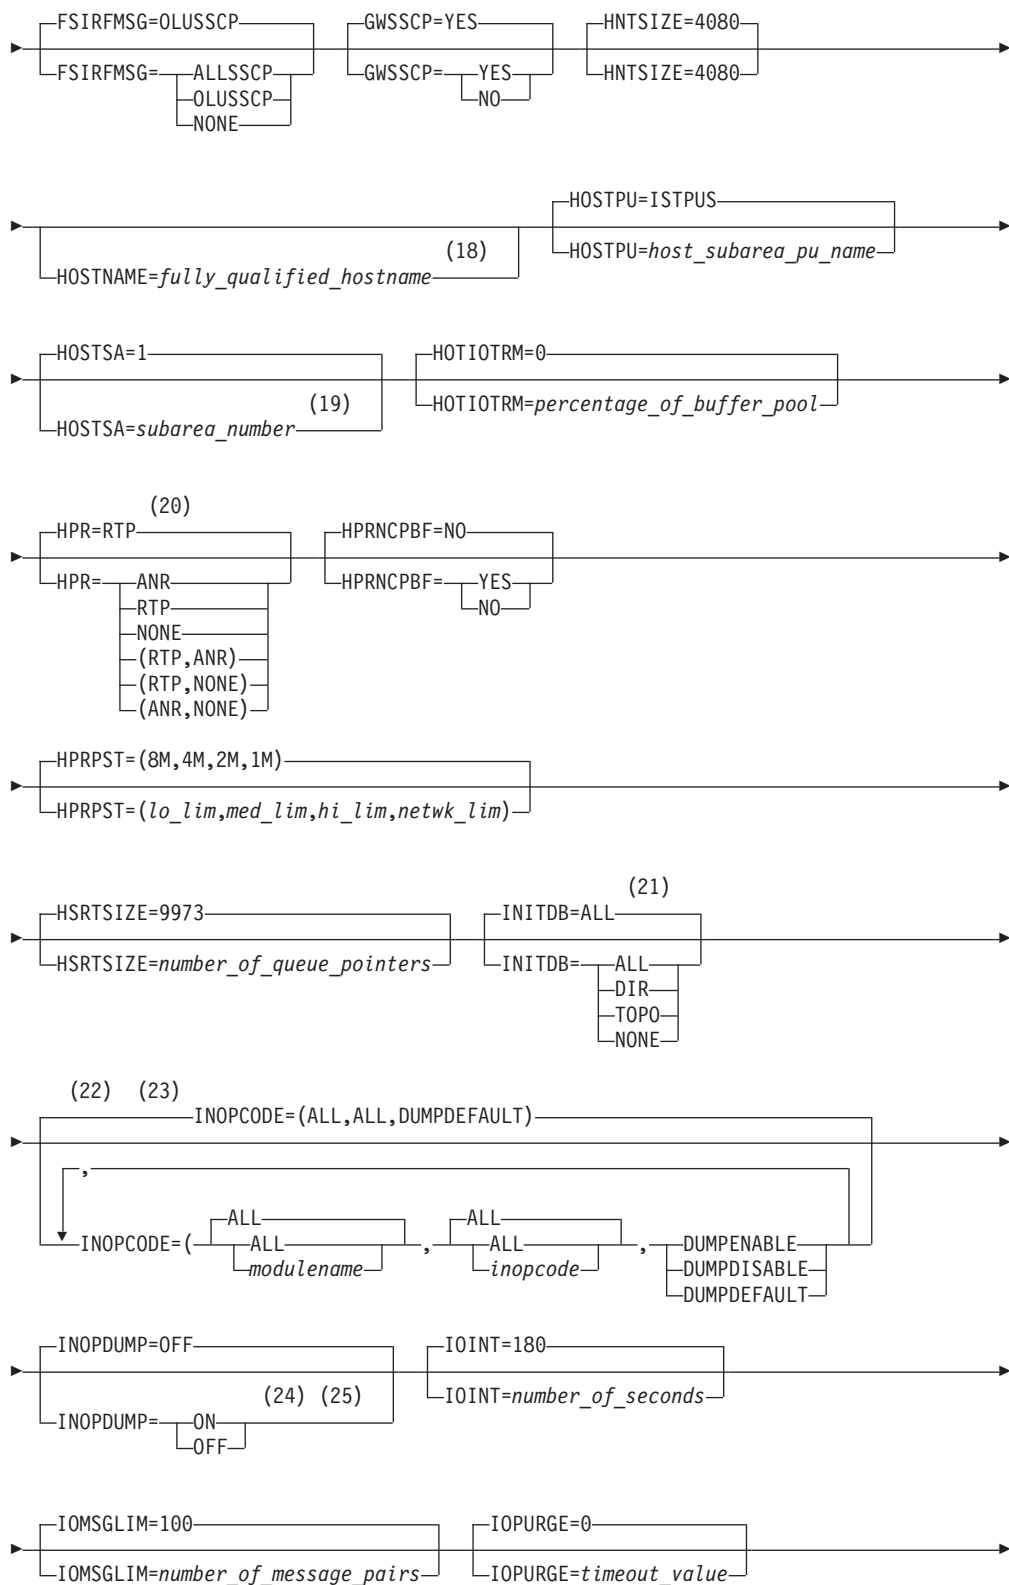 FSIRFMSG=OLUSSCP GWSSCP=YES HNTSIZE=4080
FSIRFMSG= ALLSSCP GWSSCP= YES HNTSIZE=4080
OLUSSCP NO
NONE
HOSTPU=ISTPUS
(18) HOSTPU=host_subarea_pu_name
HOSTNAME=fully_qualified_hostname
HOSTSA=1 HOTIOTRM=0
(19) HOTIOTRM=percentage_of_buffer_pool
HOSTSA=subarea_number
(20)
HPR=RTP HPRNCPBF=NO
HPR= ANR HPRNCPBF= YES
RTP NO
NONE
(RTP,ANR)
(RTP,NONE)
(ANR,NONE)
HPRPST=(8M,4M,2M,1M)
HPRPST=(lo_lim,med_lim,hi_lim,netwk_lim)
(21)
HSRTSIZE=9973 INITDB=ALL
HSRTSIZE=number_of_queue_pointers INITDB= ALL
DIR
TOPO
NONE
(22) (23)
INOPCODE=(ALL,ALL,DUMPDEFAULT)
,
ALL ALL
INOPCODE=( ALL , ALL , DUMPENABLE
modulename inopcode DUMPDISABLE
DUMPDEFAULT
INOPDUMP=OFF IOINT=180
(24) (25) IOINT=number_of_seconds
INOPDUMP= ON
OFF
IOMSGLIM=100 IOPURGE=0
IOMSGLIM=number_of_message_pairs IOPURGE=timeout_value